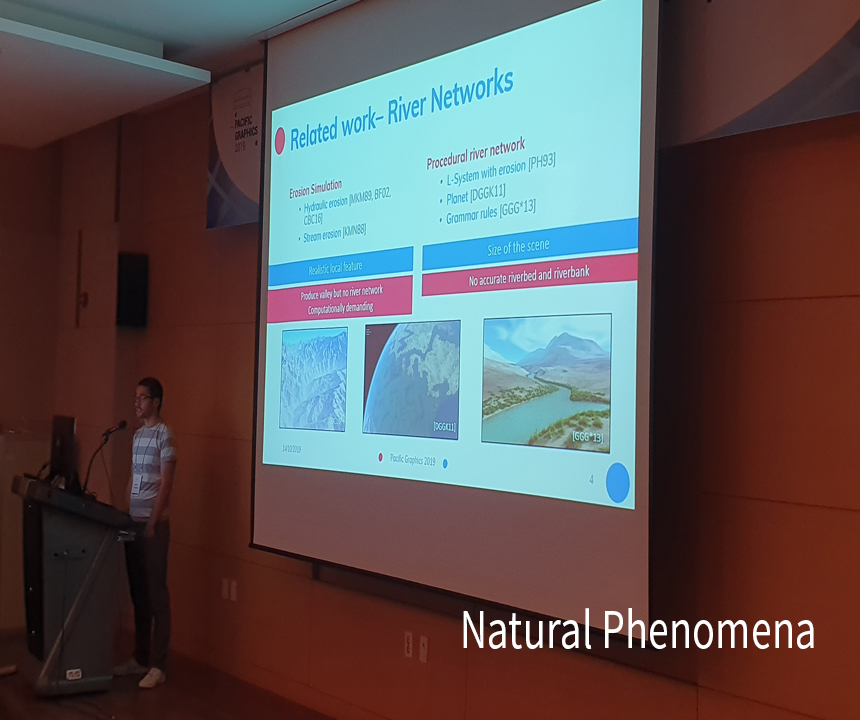 PACIFIC
GRAPHICS
2019
Related work– River Networks
Erosion Simulation
• Hydraulic erosion [MKM89, BF02,
CBC16]
• Stream erosion [KMN88]
Realistic local feature
Produce valley but no river network
Computationally demanding
Procedural river network
• L-System with erosion [PH93]
• Planet [DGGK11]
• Grammar rules [GGG*13]
Size of the scene
No accurate riverbed and riverbank
[DGGK11]
[GGG*13]
14/10/2019
Pacific Graphics 2019
4
Natural Phenomena